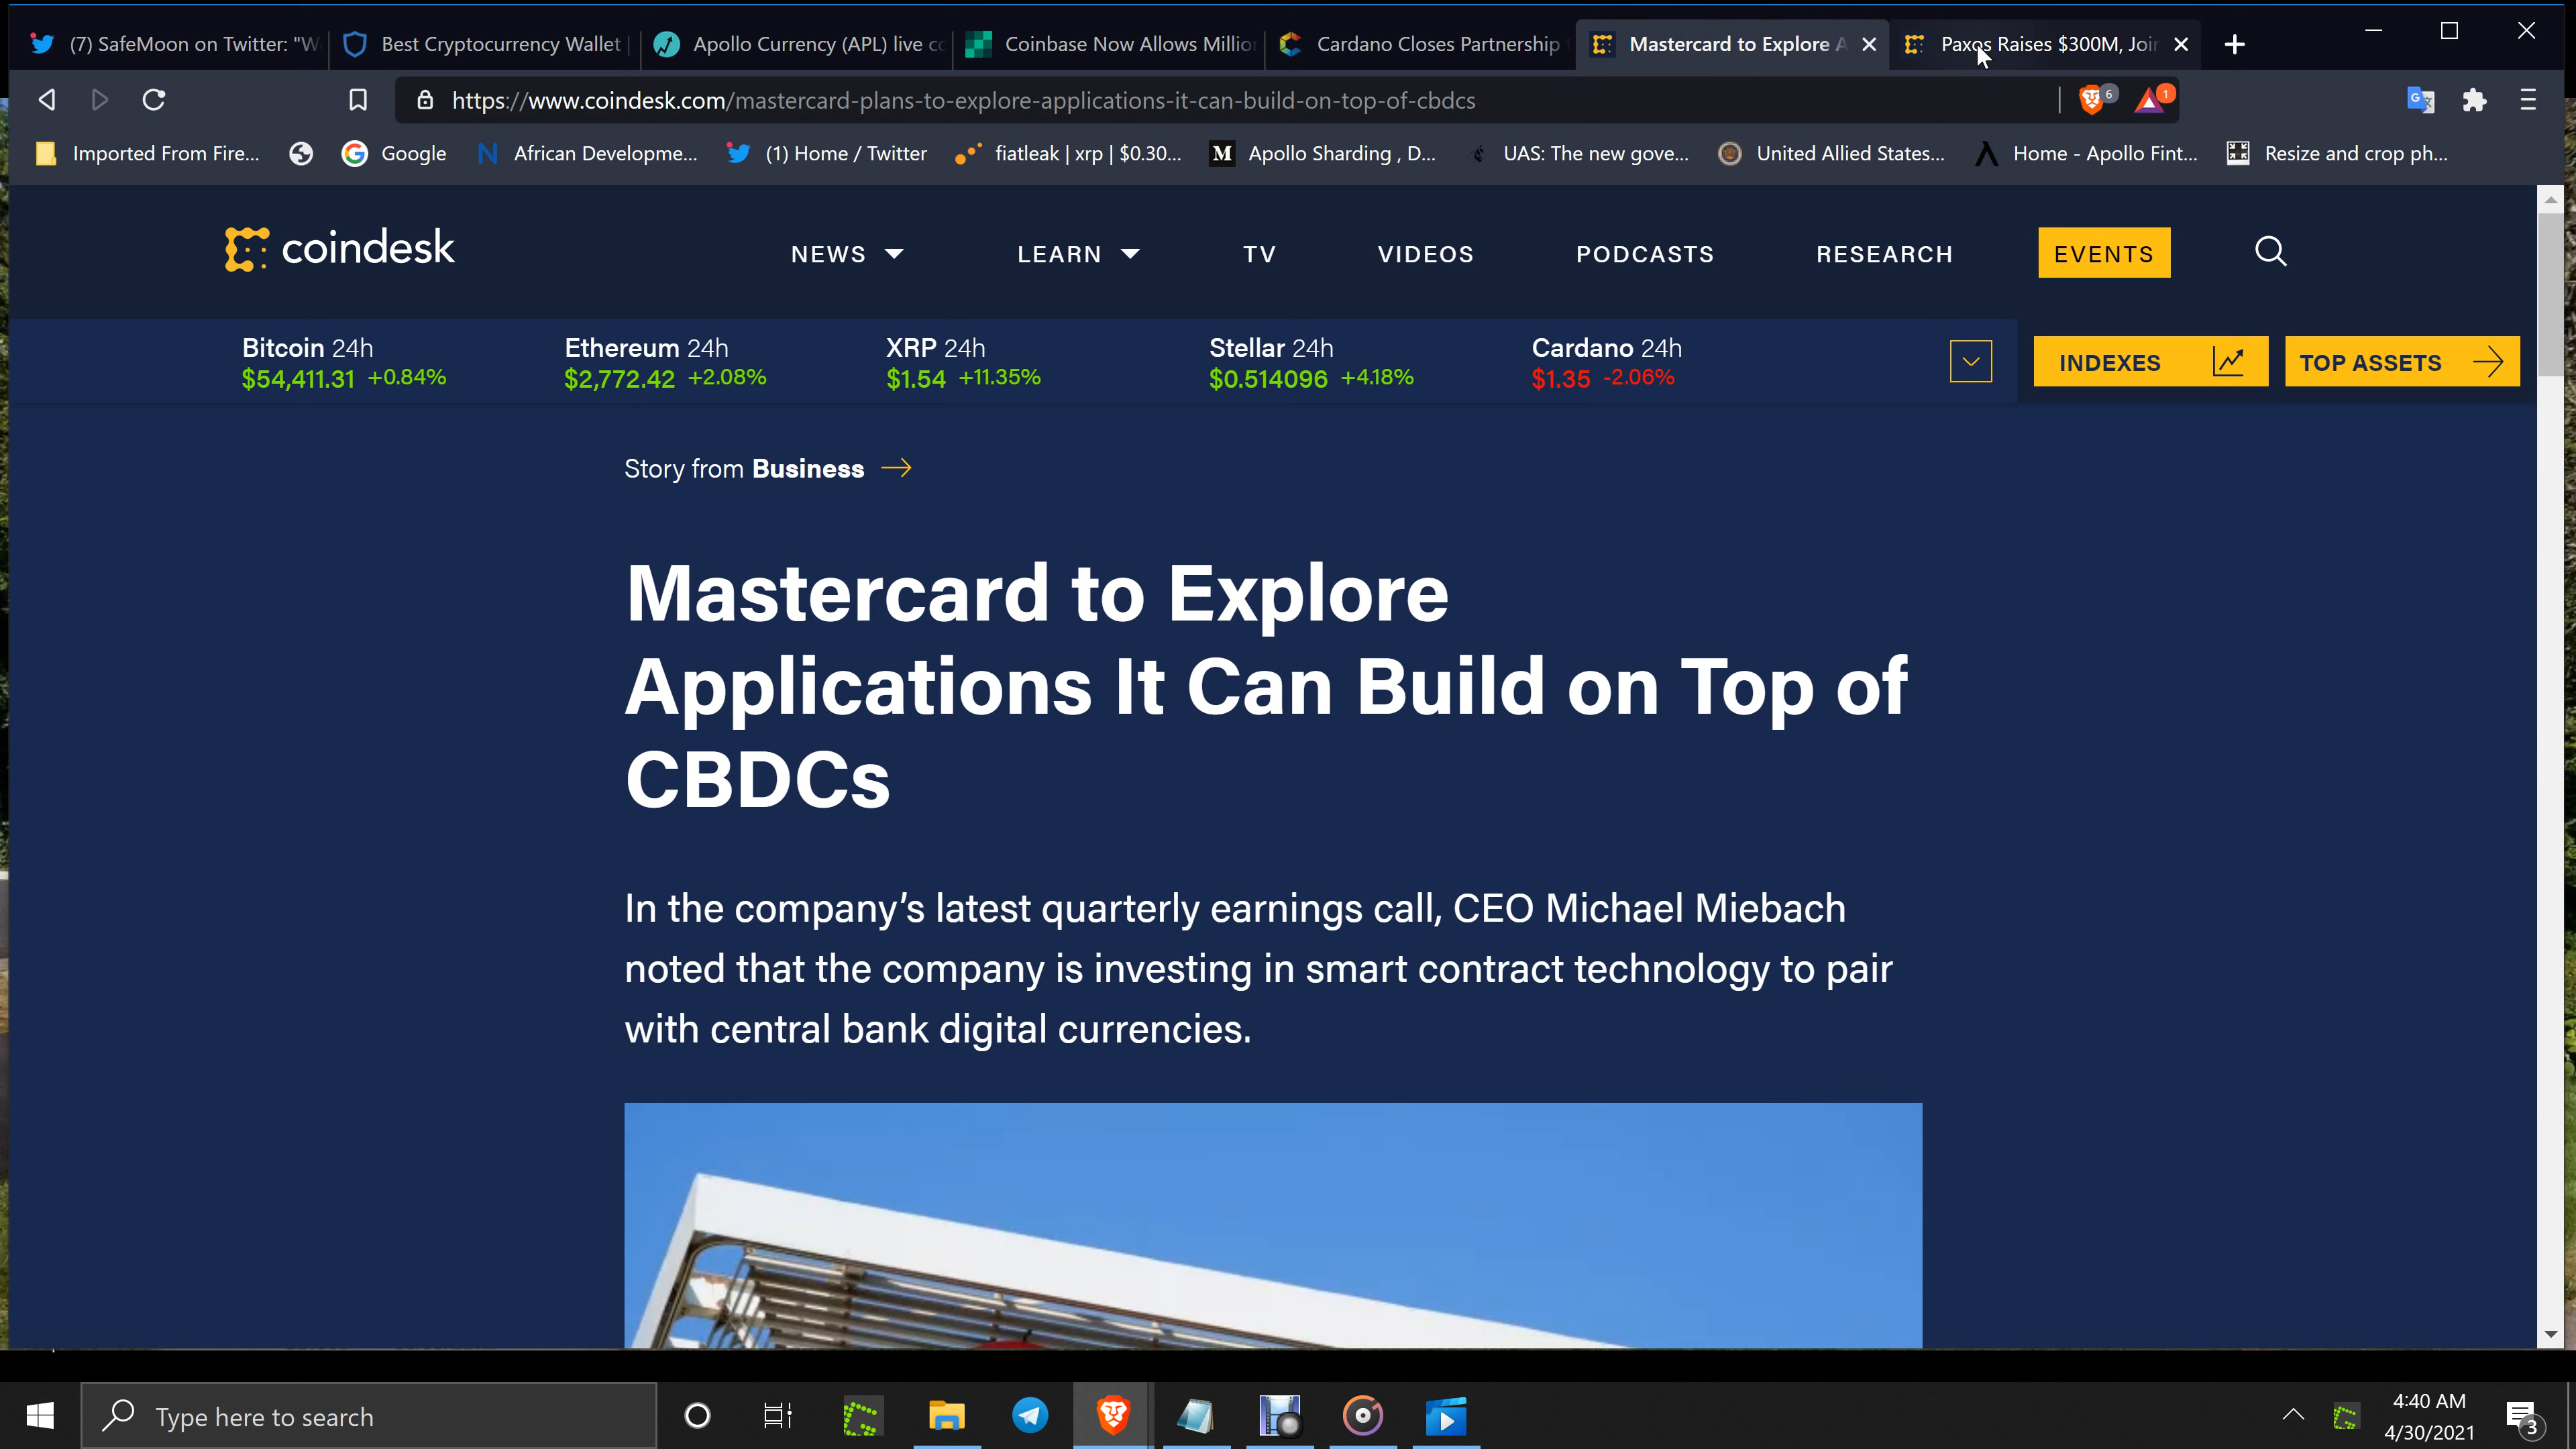 (7) SafeMoon on Twitter: "W
Best Cryptocurrency Wallet
Apollo Currency (APL) live co
Coinbase Now Allows Millio
Cardano Closes Partnership
Mastercard to Explore A
Paxos Raises $300M, Joi
https://www.coindesk.com/mastercard-plans-to-explore-applications-it-can-build-on-top-of-cbdcs
6
1
Imported From Fire...
Google
African Developme...
(1) Home / Twitter
fiatleak | xrp | $0.30...
Apollo Sharding , D...
UAS: The new gove...
United Allied States...
Home - Apollo Fint...
Resize and crop ph...
coindesk
NEWS
LEARN
TV
VIDEOS
PODCASTS
RESEARCH
EVENTS
Bitcoin 24h
$54,411.31 +0.84%
Ethereum 24h
$2,772.42 +2.08%
XRP 24h
$1.54 +11.35%
Stellar 24h
$0.514096 +4.18%
Cardano 24h
$1.35 -2.06%
INDEXES
TOP ASSETS
Story from Business
Mastercard to Explore
Applications It Can Build on Top of
CBDCs
In the company’s latest quarterly earnings call, CEO Michael Miebach
noted that the company is investing in smart contract technology to pair
with central bank digital currencies.
Type here to search
4:40 AM
4/30/2021
3